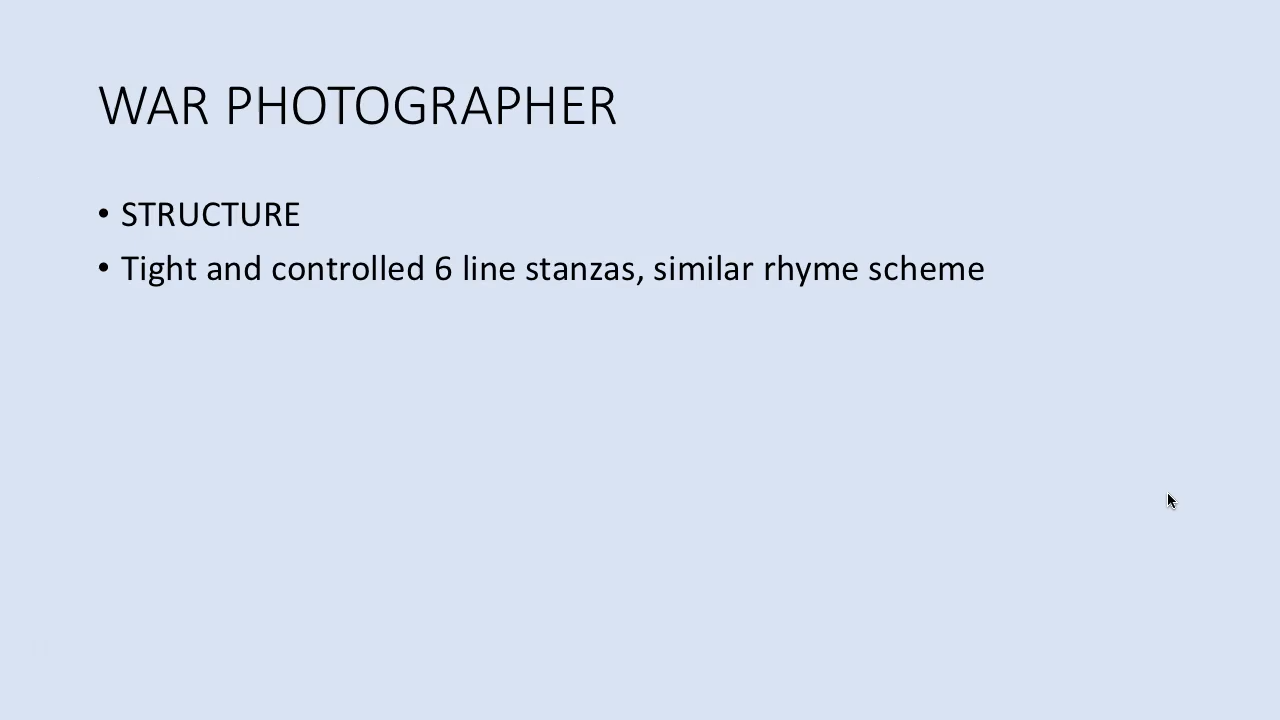 WAR PHOTOGRAPHER
• STRUCTURE
• Tight and controlled 6 line stanzas, similar rhyme scheme